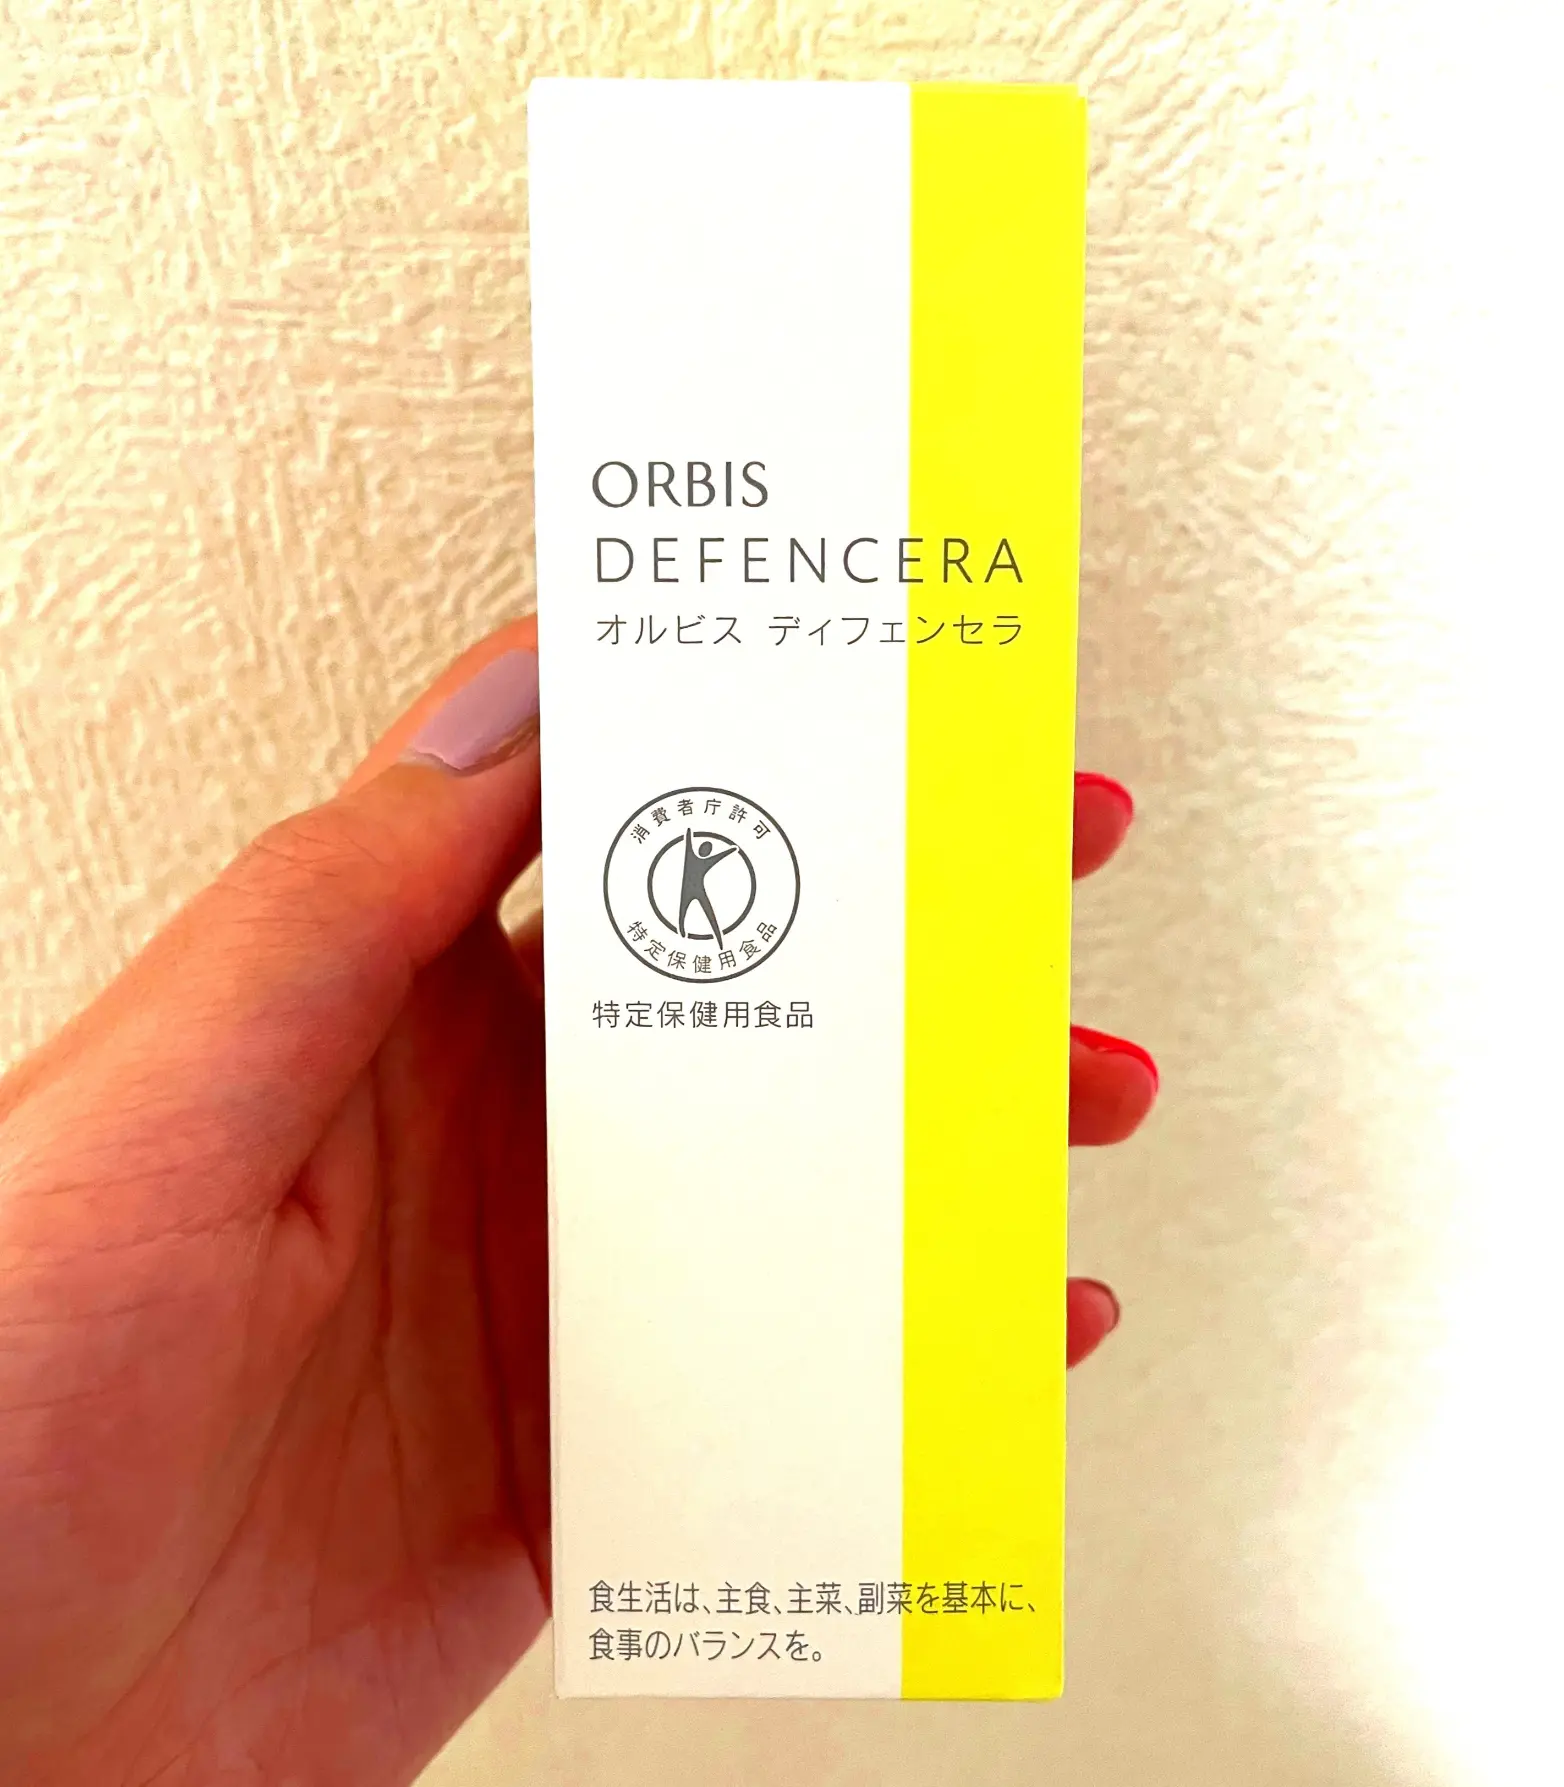 ORBIS
DEFENCERA
オルビス ディフェンセラ
消費者庁許可
特定保健用食品
特定保健用食品
食生活は、主食、主菜、副菜を基本に、
食事のバランスを。